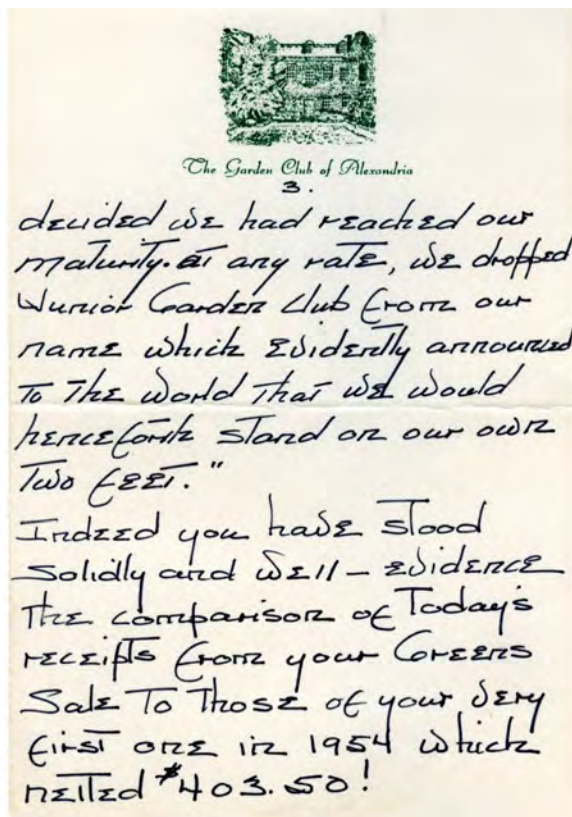 The Garden Club of Alexandria
3.
decided we had reached our
maturity. at any rate, we dropped
Junior Garden Club from our
name which evidently announced
to the world that we would
henceforth stand on our own
two feet."
Indeed you have stood
solidly and well – evidence
the comparison of today's
receipts from your Greens
Sale to those of your very
first one in 1954 which
netted $403.50!